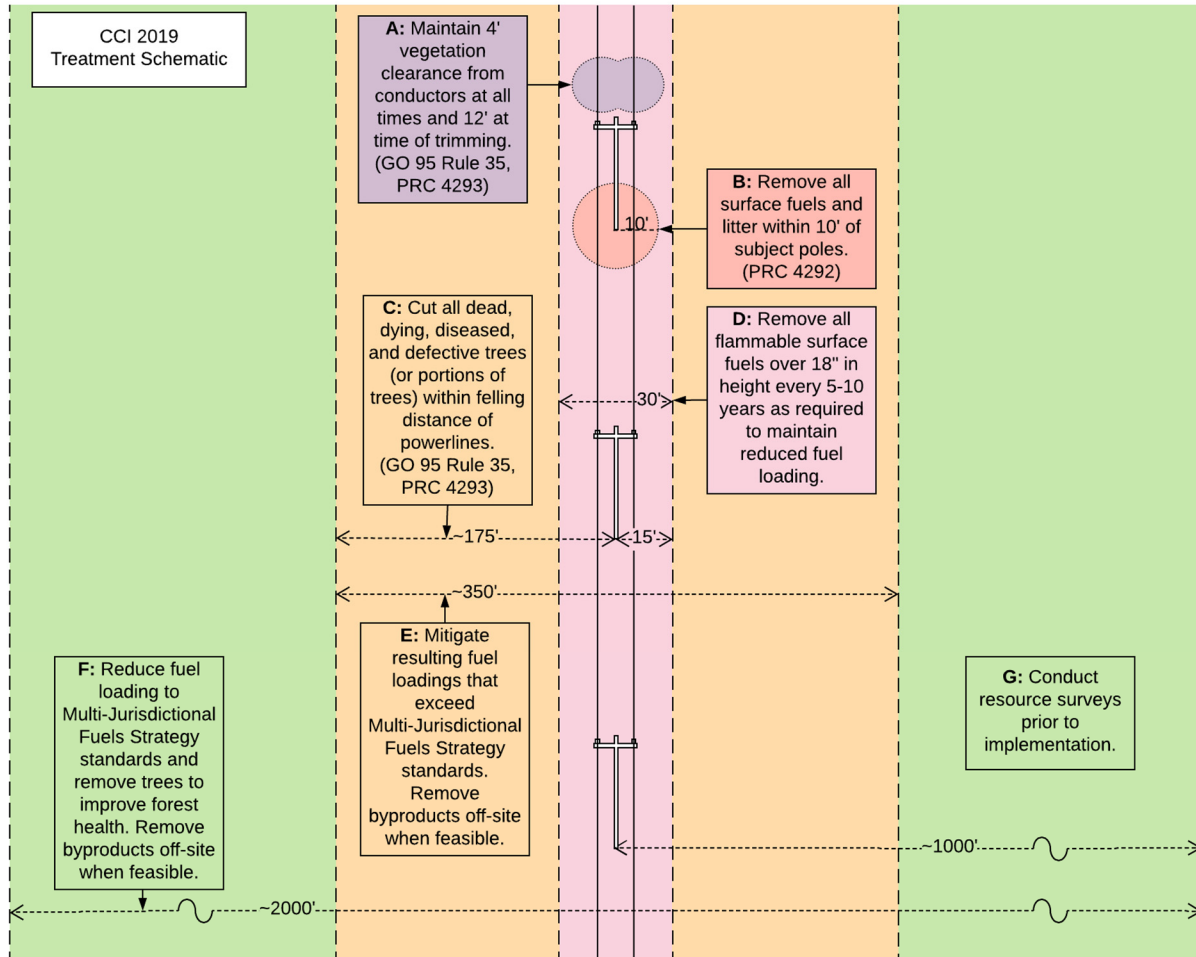 CCI 2019
Treatment Schematic
A: Maintain 4'
vegetation
clearance from
conductors at all
times and 12' at
time of trimming.
(GO 95 Rule 35,
PRC 4293)
B: Remove all
surface fuels and
litter within 10' of
subject poles.
(PRC 4292)
10'
C: Cut all dead,
dying, diseased,
and defective trees
(or portions of
trees) within felling
distance of
powerlines.
(GO 95 Rule 35,
PRC 4293)
D: Remove all
flammable surface
fuels over 18" in
height every 5-10
years as required
to maintain
reduced fuel
loading.
30'
~175'
15'
~350'
E: Mitigate
resulting fuel
loadings that
exceed
Multi-Jurisdictional
Fuels Strategy
standards.
Remove
byproducts off-site
when feasible.
F: Reduce fuel
loading to
Multi-Jurisdictional
Fuels Strategy
standards and
remove trees to
improve forest
health. Remove
byproducts off-site
when feasible.
G: Conduct
resource surveys
prior to
implementation.
~1000'
~2000'